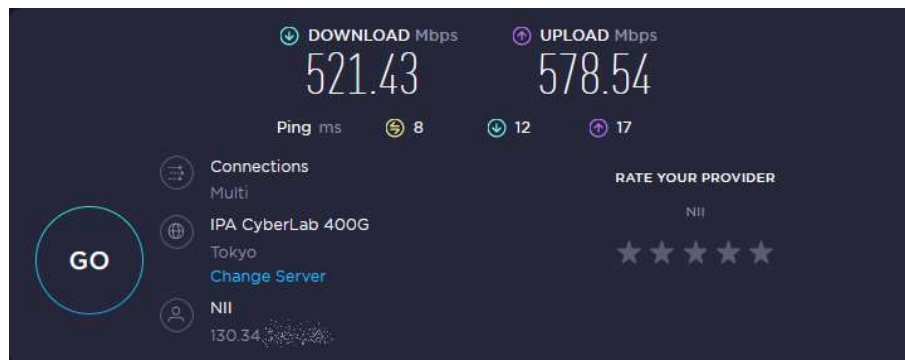 DOWNLOAD Mbps
521.43
UPLOAD Mbps
578.54
Ping ms 8 12 17
Connections
Multi
IPA CyberLab 400G
Tokyo
Change Server
GO
NII
130.34.
RATE YOUR PROVIDER
NII